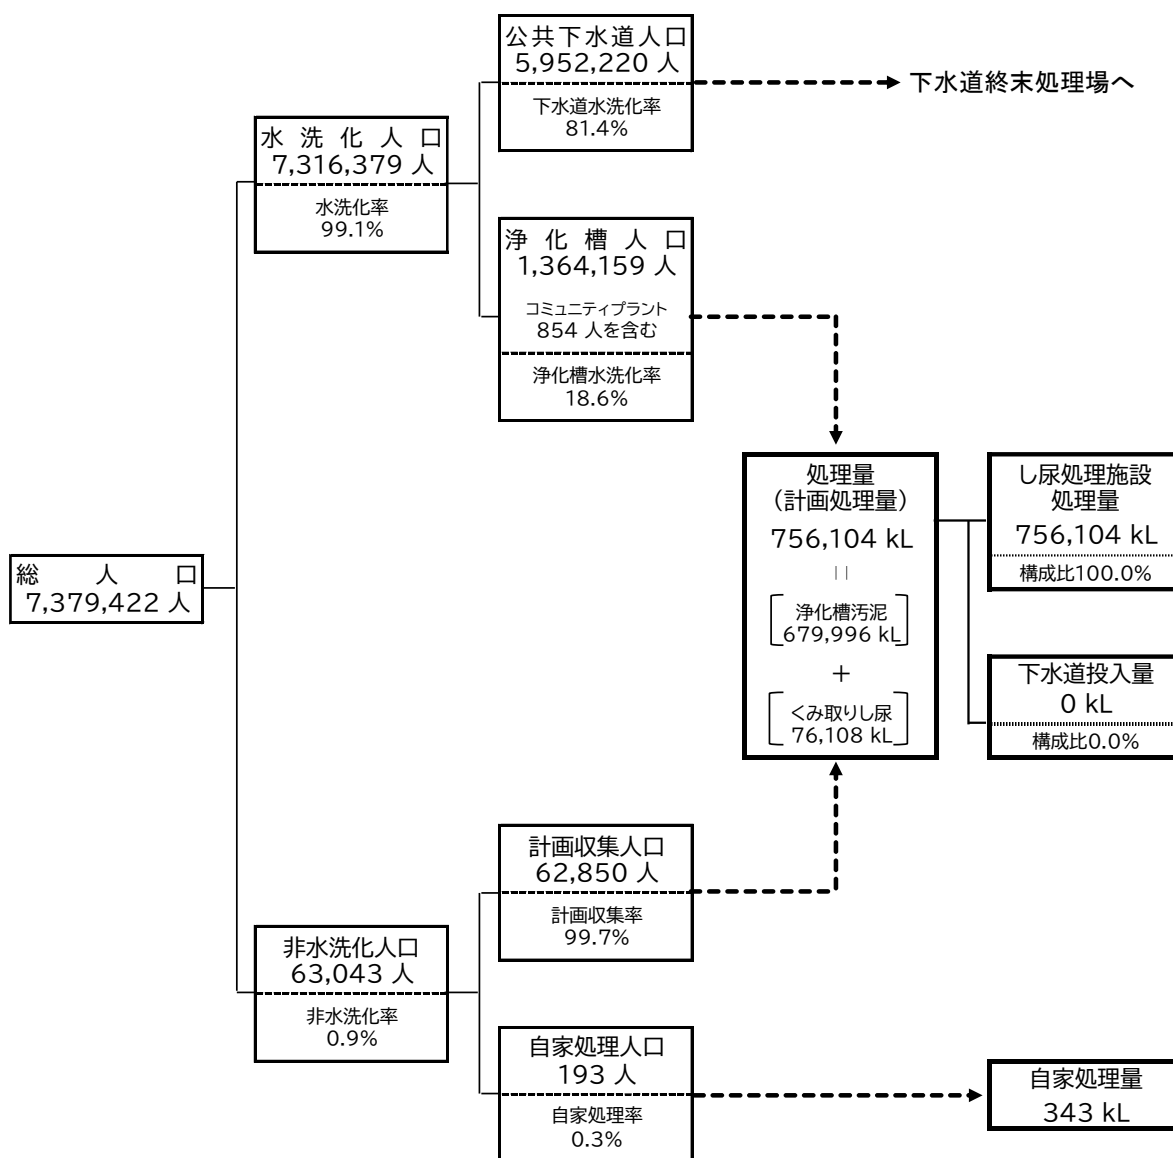 公共下水道人口
5,952,220 人
下水道水洗化率
81.4%
下水道終末処理場へ
水洗化人口
7,316,379 人
水洗化率
99.1%
浄化槽人口
1,364,159 人
コミュニティプラント
854 人を含む
浄化槽水洗化率
18.6%
総人口
7,379,422 人
処理量
(計画処理量)
756,104 kL
||
浄化槽汚泥
679,996 kL
+
くみ取りし尿
76,108 kL
し尿処理施設
処理量
756,104 kL
構成比100.0%
下水道投入量
0 kL
構成比0.0%
計画収集人口
62,850 人
計画収集率
99.7%
非水洗化人口
63,043 人
非水洗化率
0.9%
自家処理人口
193 人
自家処理率
0.3%
自家処理量
343 kL